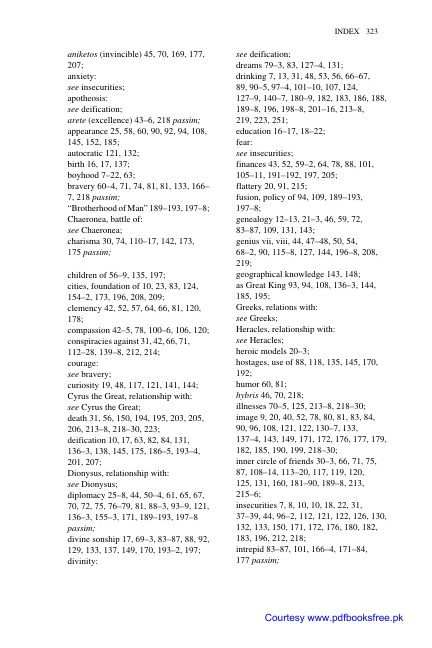 INDEX 323
aniketos (invincible) 45, 70, 169, 177,
207;
anxiety:
see insecurities;
apotheosis:
see deification;
arete (excellence) 43–6, 218 passim;
appearance 25, 58, 60, 90, 92, 94, 108,
145, 152, 185;
autocratic 121, 132;
birth 16, 17, 137;
boyhood 7–22, 63;
bravery 60–4, 71, 74, 81, 81, 133, 166–
7, 218 passim;
“Brotherhood of Man” 189–193, 197–8;
Chaeronea, battle of:
see Chaeronea;
charisma 30, 74, 110–17, 142, 173,
175 passim;
children of 56–9, 135, 197;
cities, foundation of 10, 23, 83, 124,
154–2, 173, 196, 208, 209;
clemency 42, 52, 57, 64, 66, 81, 120,
178;
compassion 42–5, 78, 100–6, 106, 120;
conspiracies against 31, 42, 66, 71,
112–28, 139–8, 212, 214;
courage:
see bravery;
curiosity 19, 48, 117, 121, 141, 144;
Cyrus the Great, relationship with:
see Cyrus the Great;
death 31, 56, 150, 194, 195, 203, 205,
206, 213–8, 218–30, 223;
deification 10, 17, 63, 82, 84, 131,
136–3, 138, 145, 175, 186–5, 193–4,
201, 207;
Dionysus, relationship with:
see Dionysus;
diplomacy 25–8, 44, 50–4, 61, 65, 67,
70, 72, 75, 76–79, 81, 88–3, 93–9, 121,
136–3, 155–3, 171, 189–193, 197–8
passim;
divine sonship 17, 69–3, 83–87, 88, 92,
129, 133, 137, 149, 170, 193–2, 197;
divinity:
see deification;
dreams 79–3, 83, 127–4, 131;
drinking 7, 13, 31, 48, 53, 56, 66–67,
89, 90–5, 97–4, 101–10, 107, 124,
127–9, 140–7, 180–9, 182, 183, 186, 188,
189–8, 196, 198–8, 201–16, 213–8,
219, 223, 251;
education 16–17, 18–22;
fear:
see insecurities;
finances 43, 52, 59–2, 64, 78, 88, 101,
105–11, 191–192, 197, 205;
flattery 20, 91, 215;
fusion, policy of 94, 109, 189–193,
197–8;
genealogy 12–13, 21–3, 46, 59, 72,
83–87, 109, 131, 143;
genius vii, viii, 44, 47–48, 50, 54,
68–2, 90, 115–8, 127, 144, 196–8, 208,
219;
geographical knowledge 143, 148;
as Great King 93, 94, 108, 136–3, 144,
185, 195;
Greeks, relations with:
see Greeks;
Heracles, relationship with:
see Heracles;
heroic models 20–3;
hostages, use of 88, 118, 135, 145, 170,
192;
humor 60, 81;
hybris 46, 70, 218;
illnesses 70–5, 125, 213–8, 218–30;
image 9, 20, 40, 52, 78, 80, 81, 83, 84,
90, 96, 108, 121, 122, 130–7, 133,
137–4, 143, 149, 171, 172, 176, 177, 179,
182, 185, 190, 199, 218–30;
inner circle of friends 30–3, 66, 71, 75,
87, 108–14, 113–20, 117, 119, 120,
125, 131, 160, 181–90, 189–8, 213,
215–6;
insecurities 7, 8, 10, 10, 18, 22, 31,
37–39, 44, 96–2, 112, 121, 122, 126, 130,
132, 133, 150, 171, 172, 176, 180, 182,
183, 196, 212, 218;
intrepid 83–87, 101, 166–4, 171–84,
177 passim;
Courtesy www.pdfbooksfree.pk